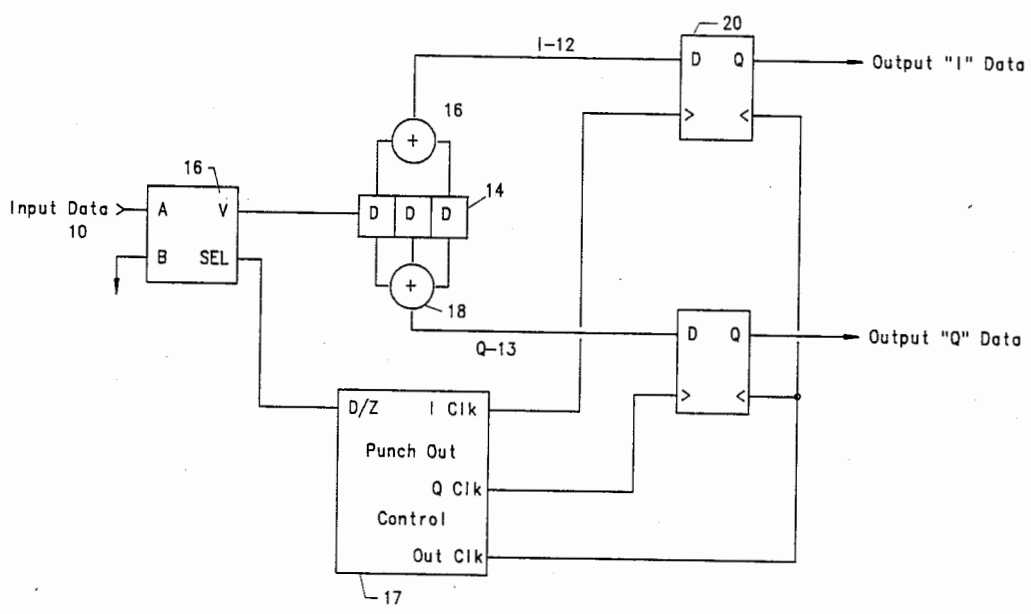 20
I-12
D Q
Output "I" Data
16
> <
16
14
Input Data
10
A V
D D D
B SEL
18
Q-13
D Q
Output "Q" Data
> <
D/Z I Clk
Punch Out
Q Clk
Control
Out Clk
17
+
+